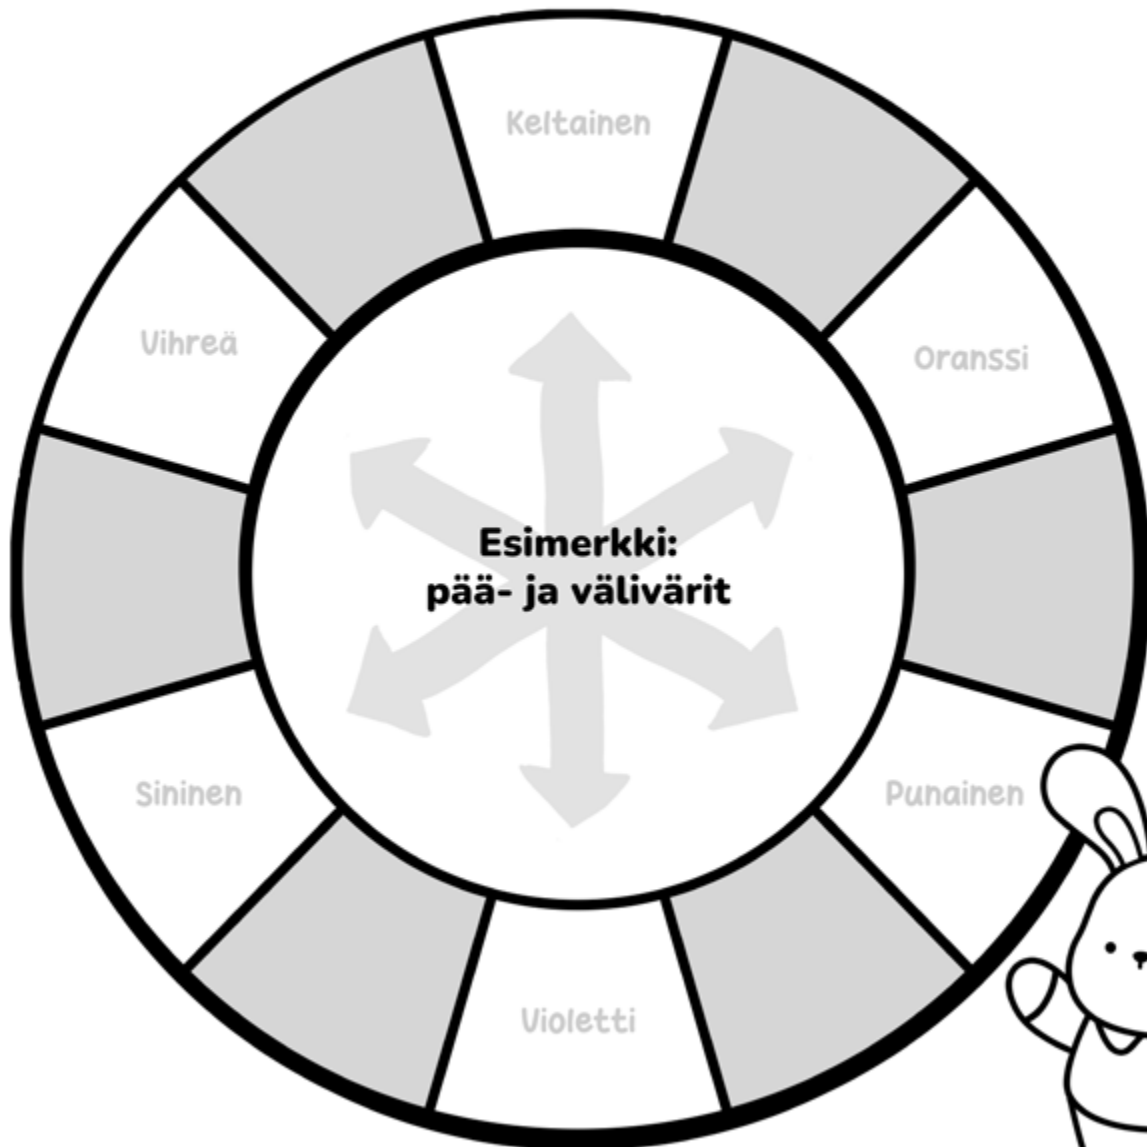 Keltainen
Vihreä
Oranssi
Esimerkki:
pää- ja välivärit
Sininen
Punainen
Violetti